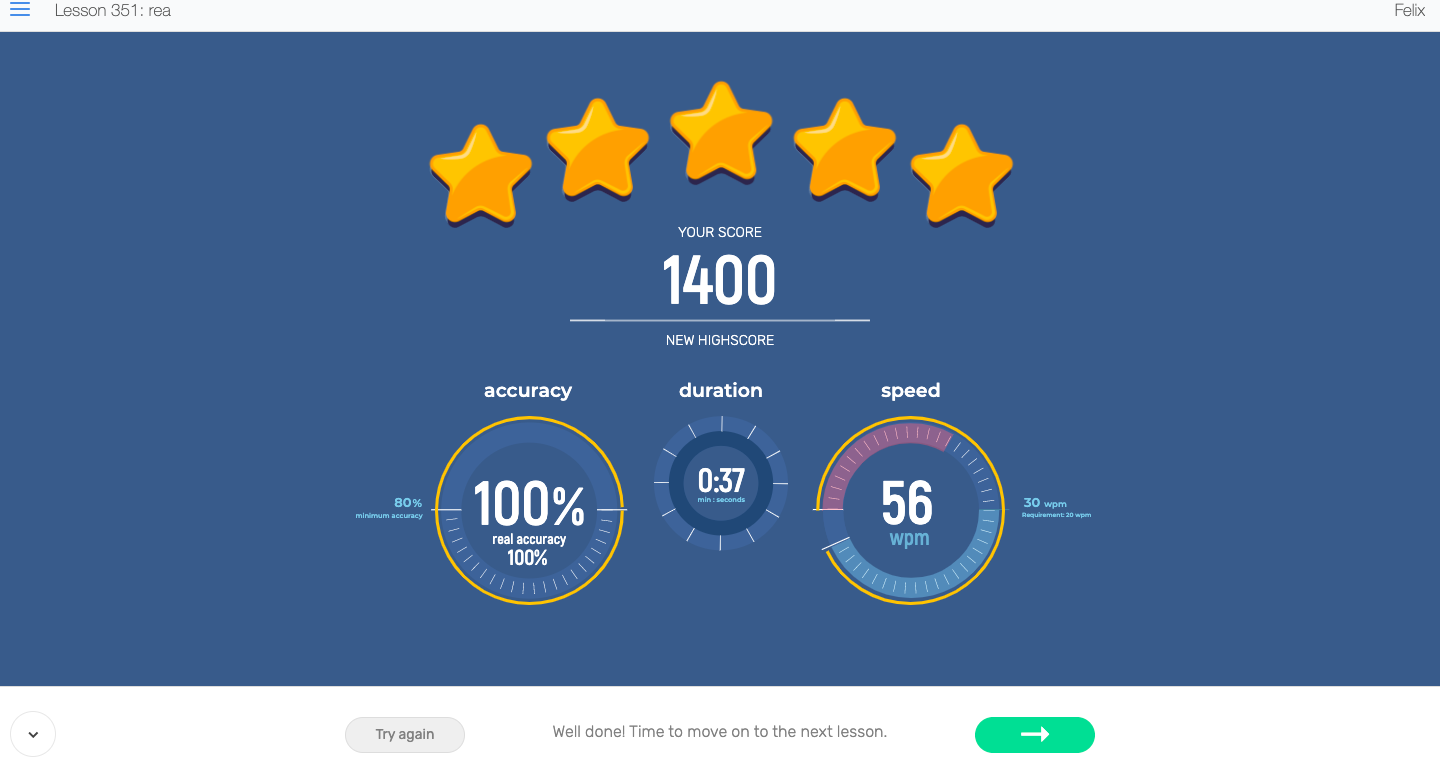 Lesson 351: rea
Felix
YOUR SCORE
1400
NEW HIGHSCORE
accuracy
duration
speed
80%
minimum accuracy
100%
real accuracy
100%
0:37
min : seconds
56
wpm
30 wpm
Requirement: 20 wpm
Try again
Well done! Time to move on to the next lesson.